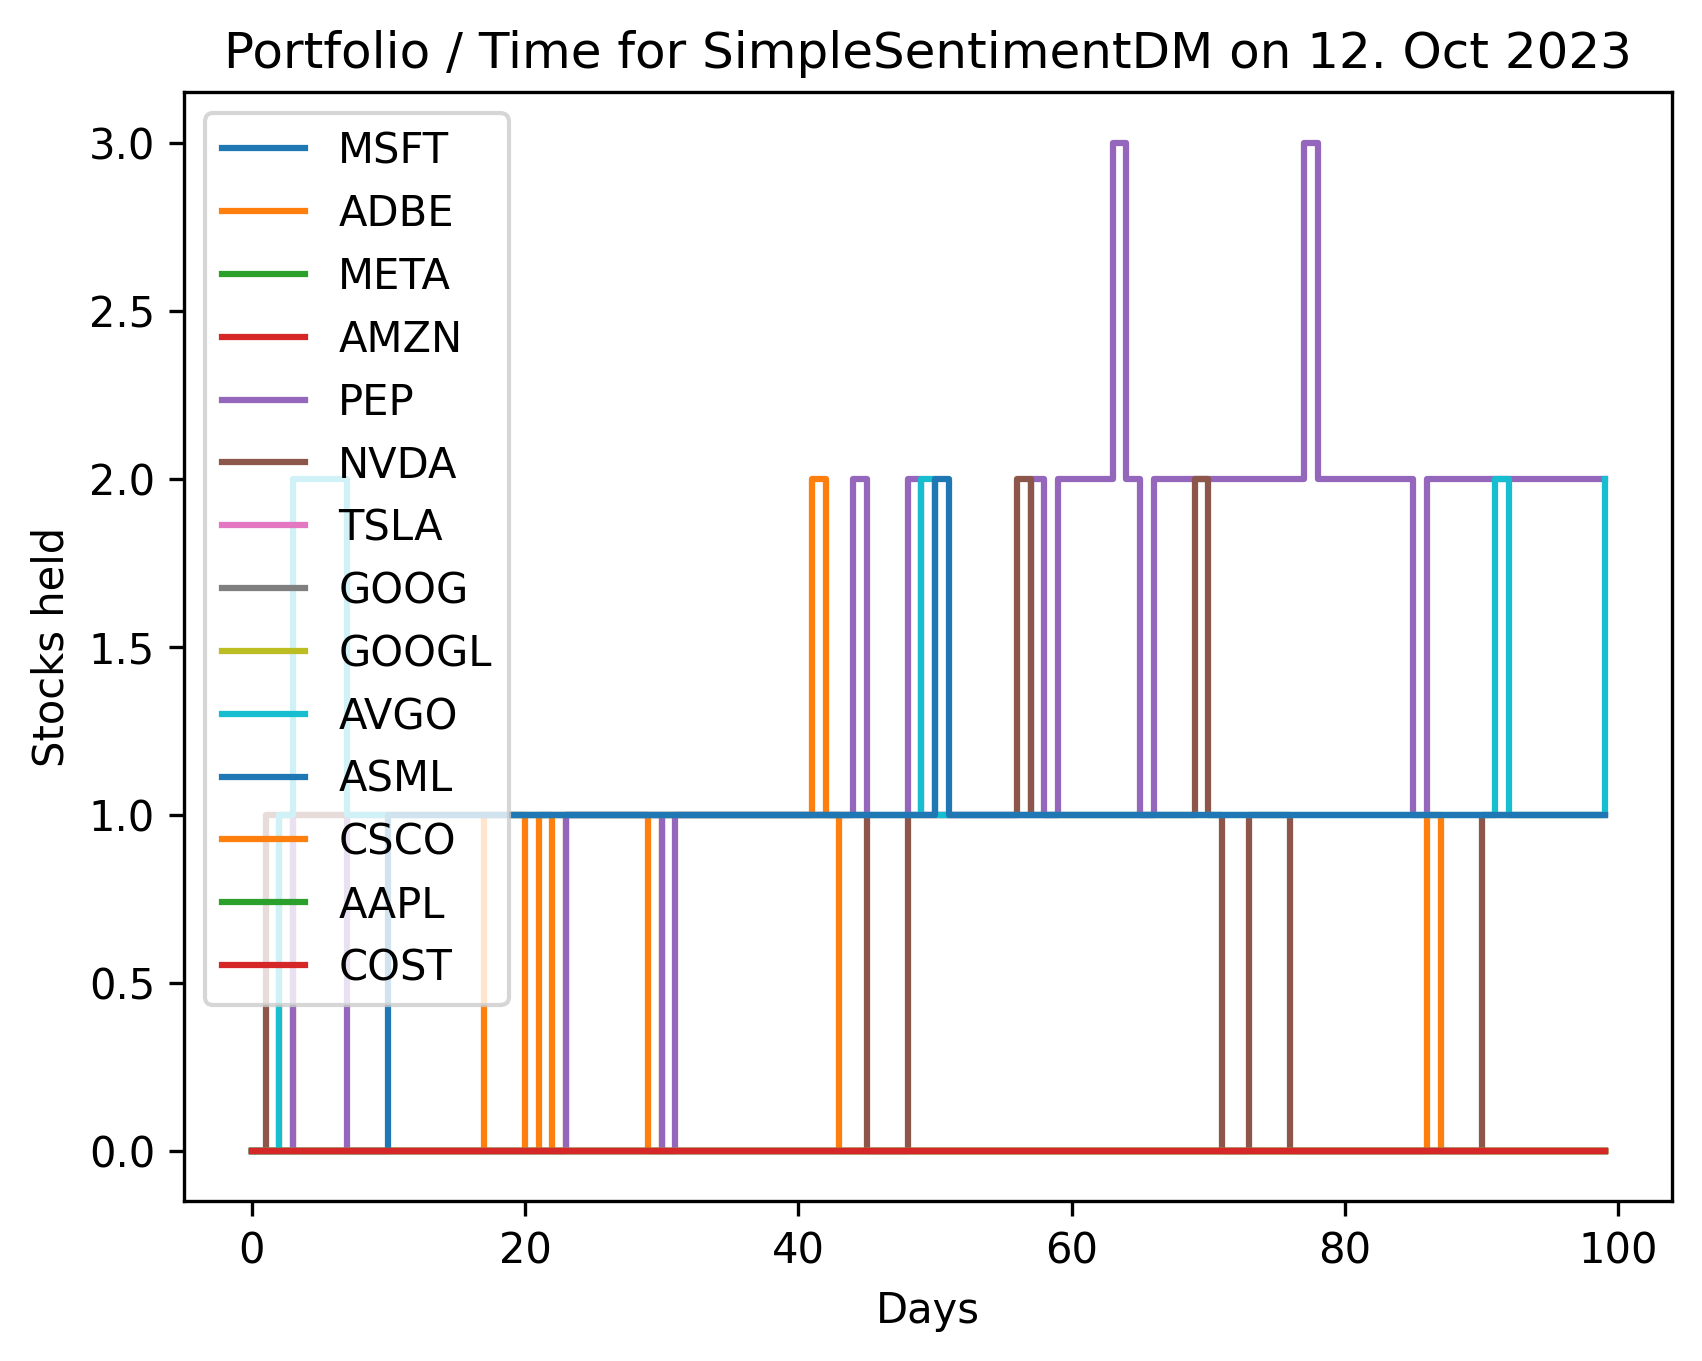 Portfolio / Time for SimpleSentimentDM on 12. Oct 2023
3.0
2.5
2.0
1.5
1.0
0.5
0.0
Stocks held
MSFT
ADBE
META
AMZN
PEP
NVDA
TSLA
GOOG
GOOGL
AVGO
ASML
CSCO
AAPL
COST
0 20 40 60 80 100
Days